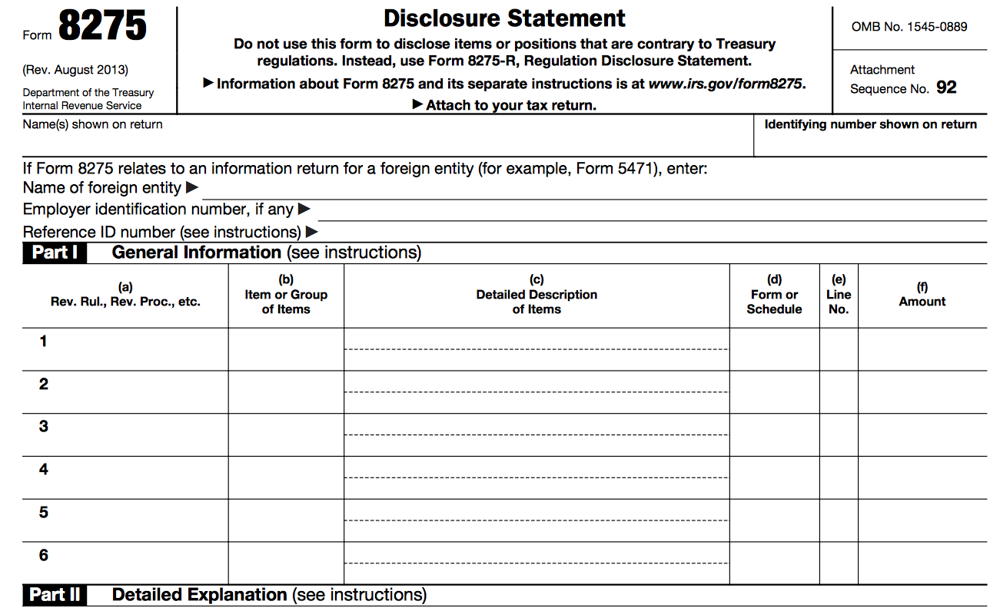 Form 8275
(Rev. August 2013)
Department of the Treasury
Internal Revenue Service
Disclosure Statement
Do not use this form to disclose items or positions that are contrary to Treasury
regulations. Instead, use Form 8275-R, Regulation Disclosure Statement.
▶ Information about Form 8275 and its separate instructions is at www.irs.gov/form8275.
▶ Attach to your tax return.
OMB No. 1545-0889
Attachment
Sequence No. 92
Name(s) shown on return
Identifying number shown on return
If Form 8275 relates to an information return for a foreign entity (for example, Form 5471), enter:
Name of foreign entity ▶
Employer identification number, if any ▶
Reference ID number (see instructions) ▶
Part I General Information (see instructions)
(a)
Rev. Rul., Rev. Proc., etc.
(b)
Item or Group
of Items
(c)
Detailed Description
of Items
(d)
Form or
Schedule
(e)
Line
No.
(f)
Amount
1
2
3
4
5
6
Part II Detailed Explanation (see instructions)